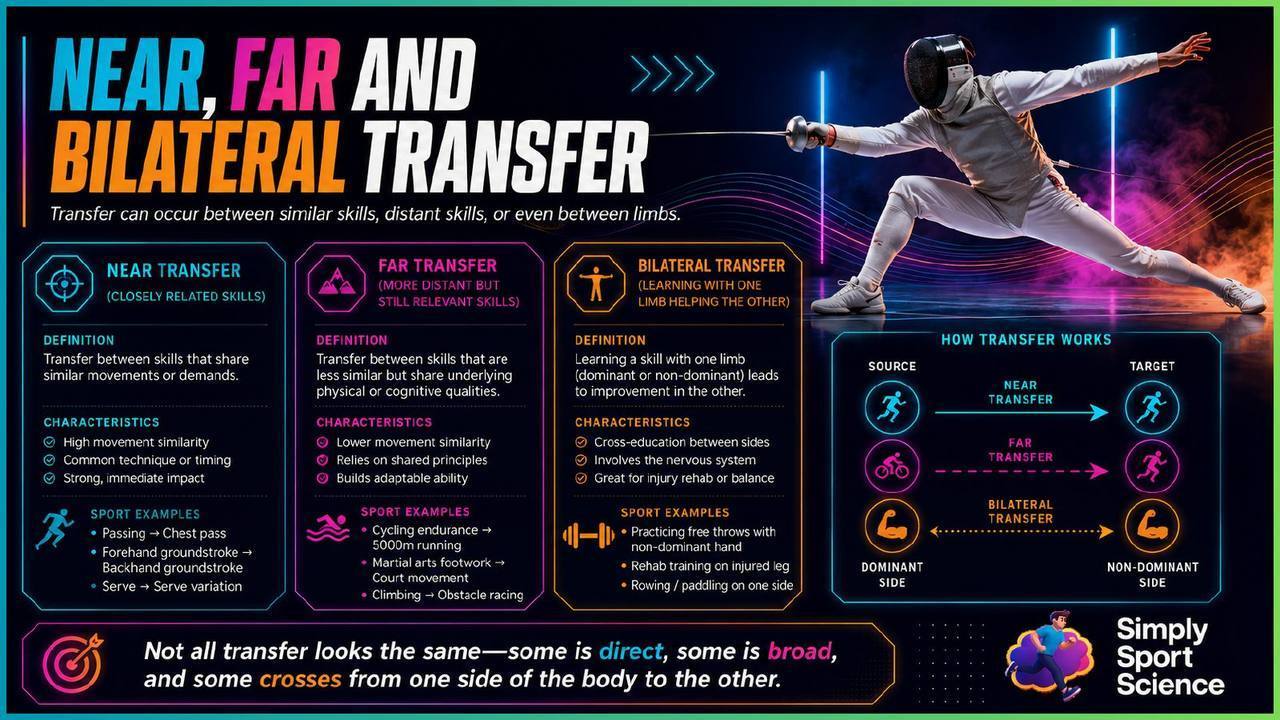 NEAR, FAR AND
BILATERAL TRANSFER
Transfer can occur between similar skills, distant skills, or even between limbs.
NEAR TRANSFER
(CLOSELY RELATED SKILLS)
DEFINITION
Transfer between skills that share
similar movements or demands.
CHARACTERISTICS
High movement similarity
Common technique or timing
Strong, immediate impact
SPORT EXAMPLES
• Passing → Chest pass
• Forehand groundstroke →
Backhand groundstroke
• Serve → Serve variation
FAR TRANSFER
(MORE DISTANT BUT
STILL RELEVANT SKILLS)
DEFINITION
Transfer between skills that are
less similar but share underlying
physical or cognitive qualities.
CHARACTERISTICS
Lower movement similarity
Relies on shared principles
Builds adaptable ability
SPORT EXAMPLES
• Cycling endurance →
5000m running
• Martial arts footwork →
Court movement
• Climbing → Obstacle racing
BILATERAL TRANSFER
(LEARNING WITH ONE
LIMB HELPING THE OTHER)
DEFINITION
Learning a skill with one limb
(dominant or non-dominant) leads
to improvement in the other.
CHARACTERISTICS
Cross-education between sides
Involves the nervous system
Great for injury rehab or balance
SPORT EXAMPLES
• Practicing free throws with
non-dominant hand
• Rehab training on injured leg
• Rowing / paddling on one side
HOW TRANSFER WORKS
SOURCE
TARGET
NEAR
TRANSFER
FAR
TRANSFER
BILATERAL
TRANSFER
DOMINANT
SIDE
NON-DOMINANT
SIDE
Not all transfer looks the same—some is direct, some is broad,
and some crosses from one side of the body to the other.
Simply
Sport
Science